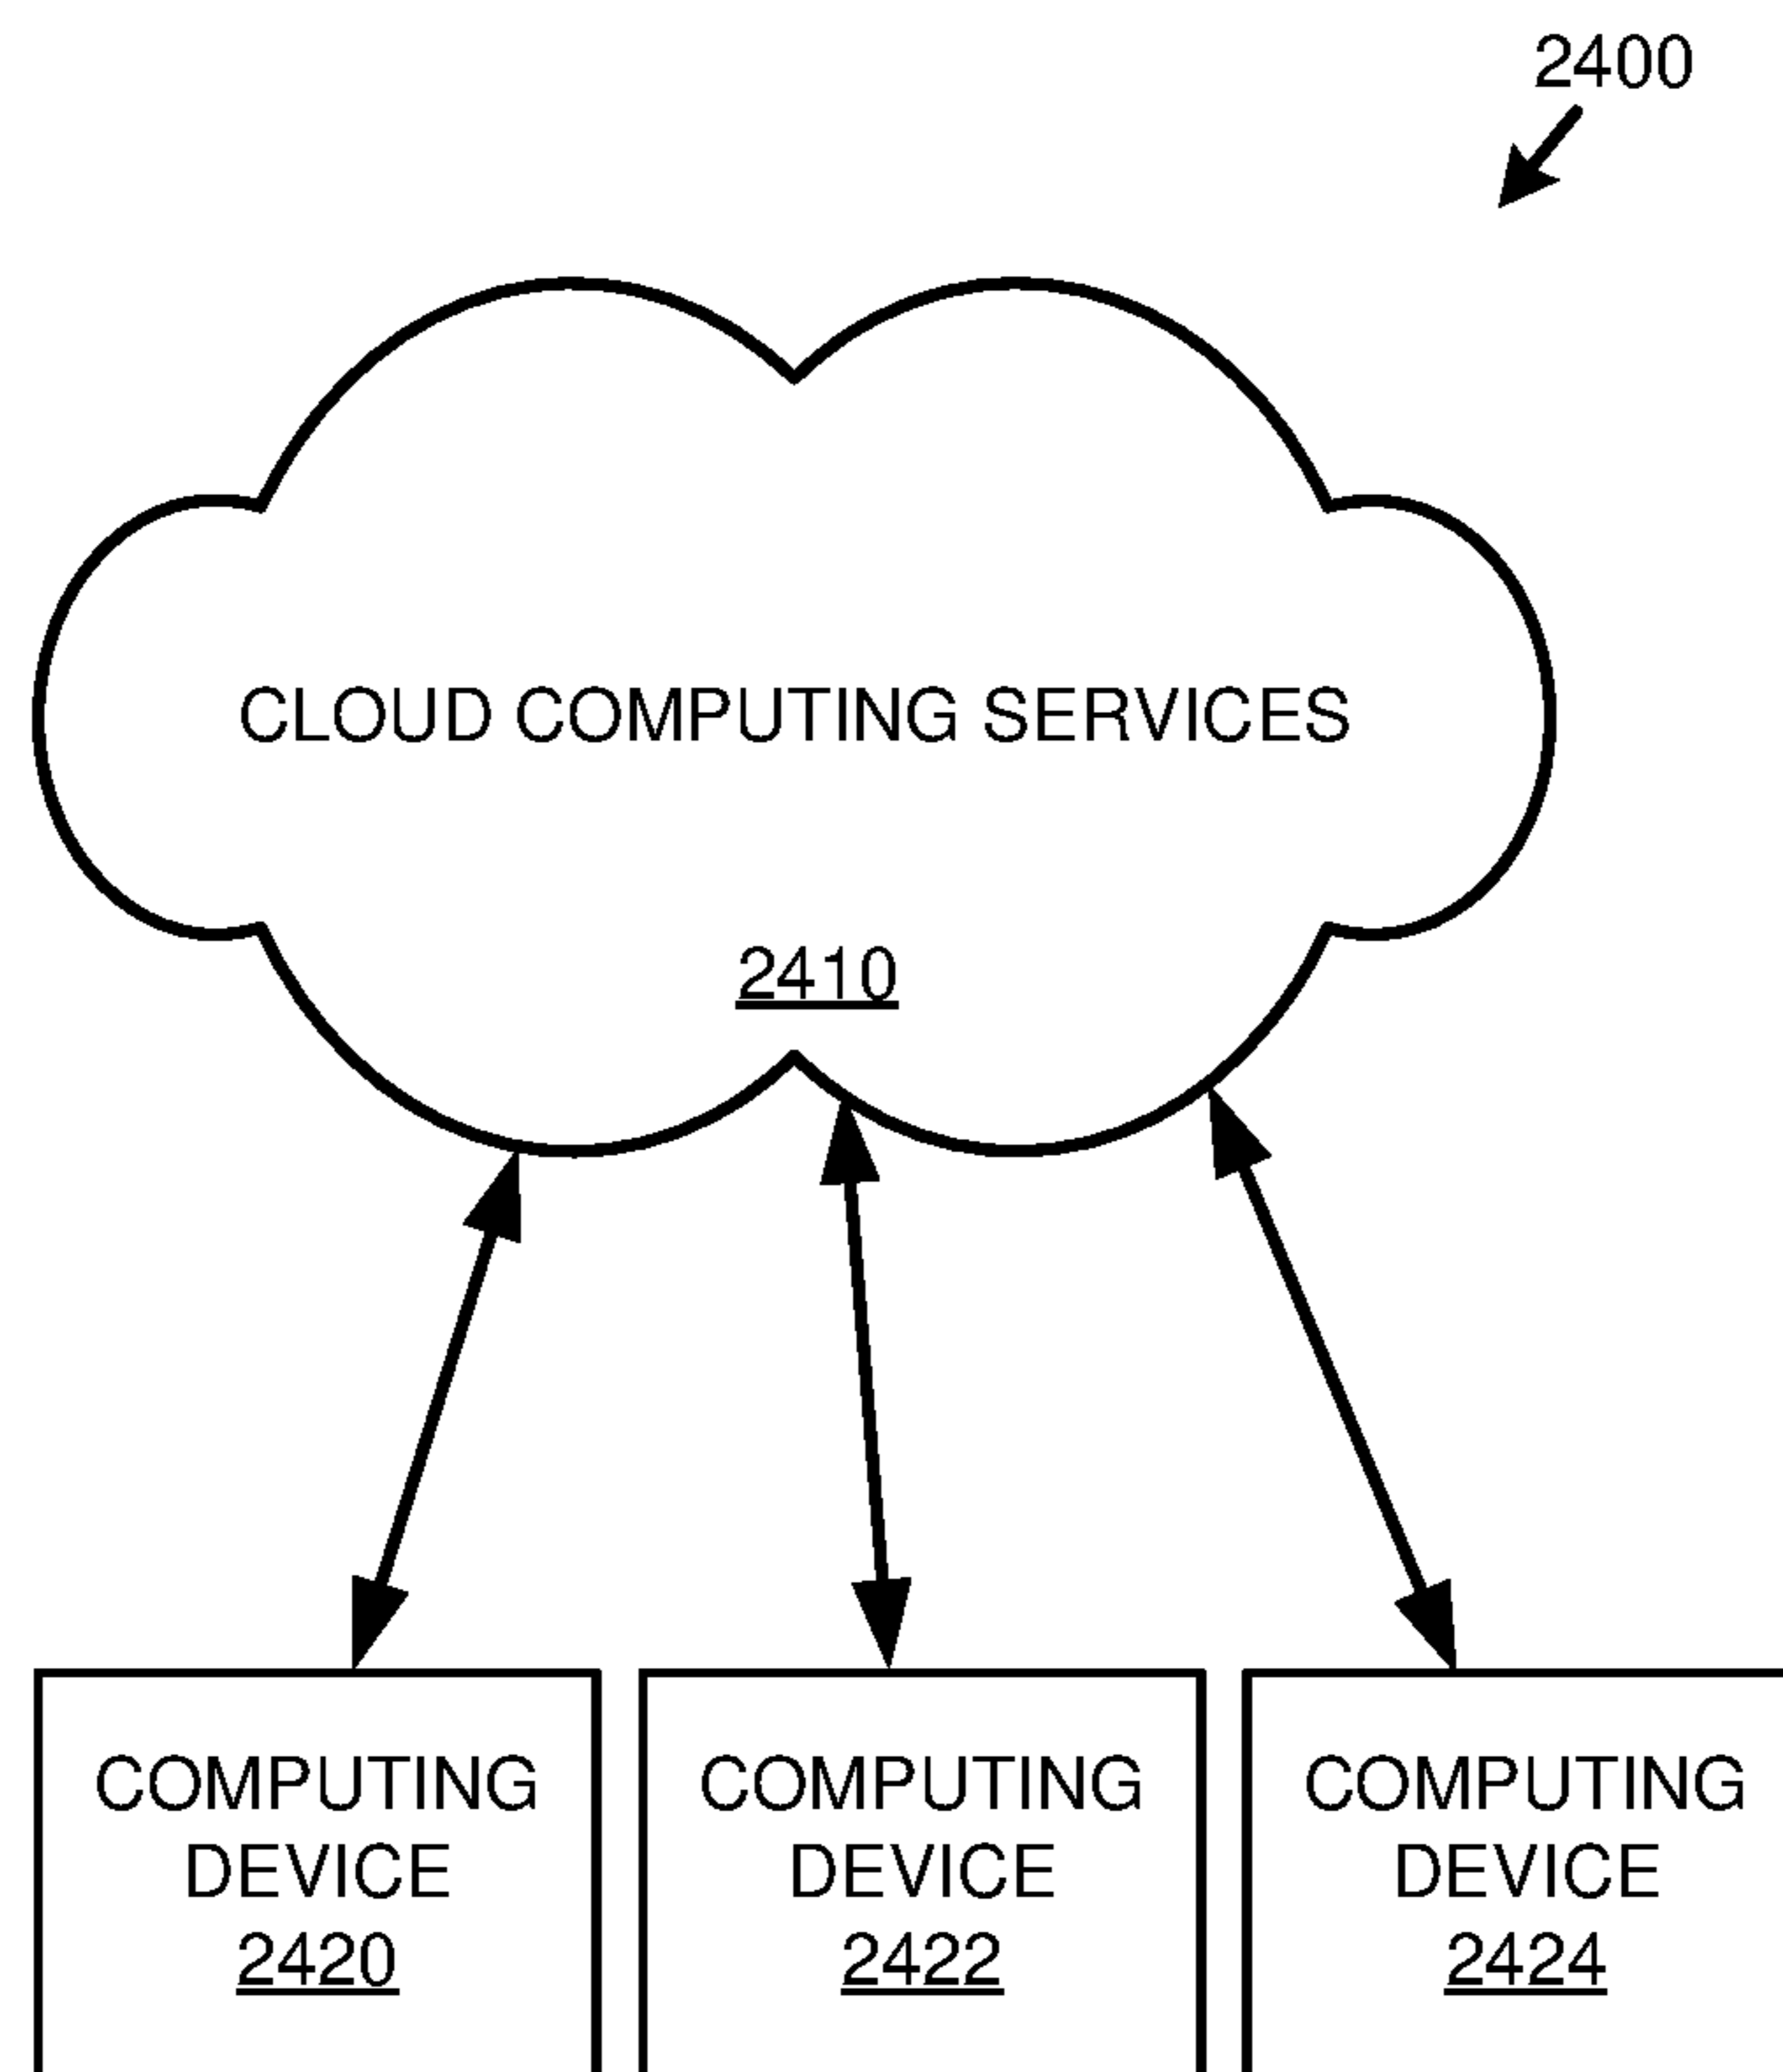 2400
CLOUD COMPUTING SERVICES
2410
COMPUTING
DEVICE
2420
COMPUTING
DEVICE
2422
COMPUTING
DEVICE
2424